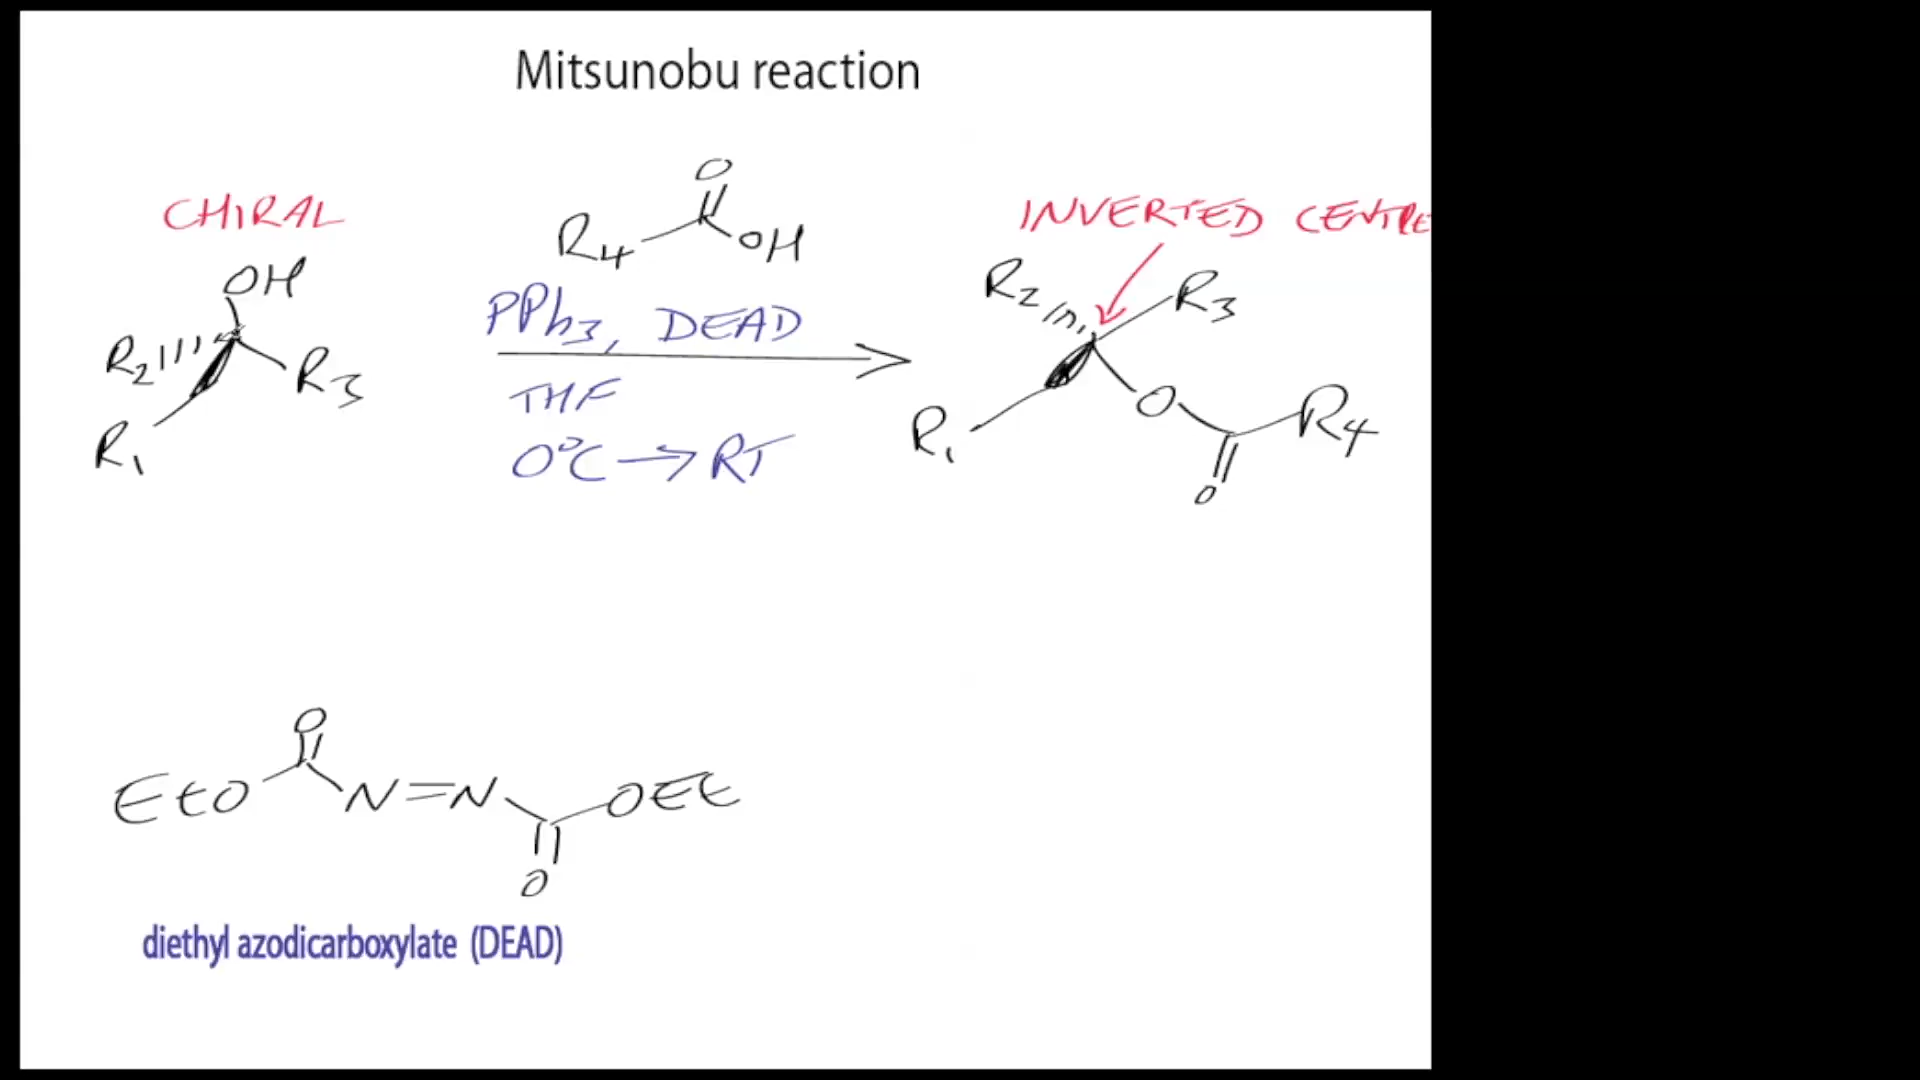 Mitsunobu reaction
CHIRAL
OH
R2
R3
R1
O
R4
OH
PPh3, DEAD
THF
0°C → RT
INVERTED CENTRE
R2
R3
R1
O
R4
O
O
EtO
N=N
OEt
O
diethyl azodicarboxylate (DEAD)